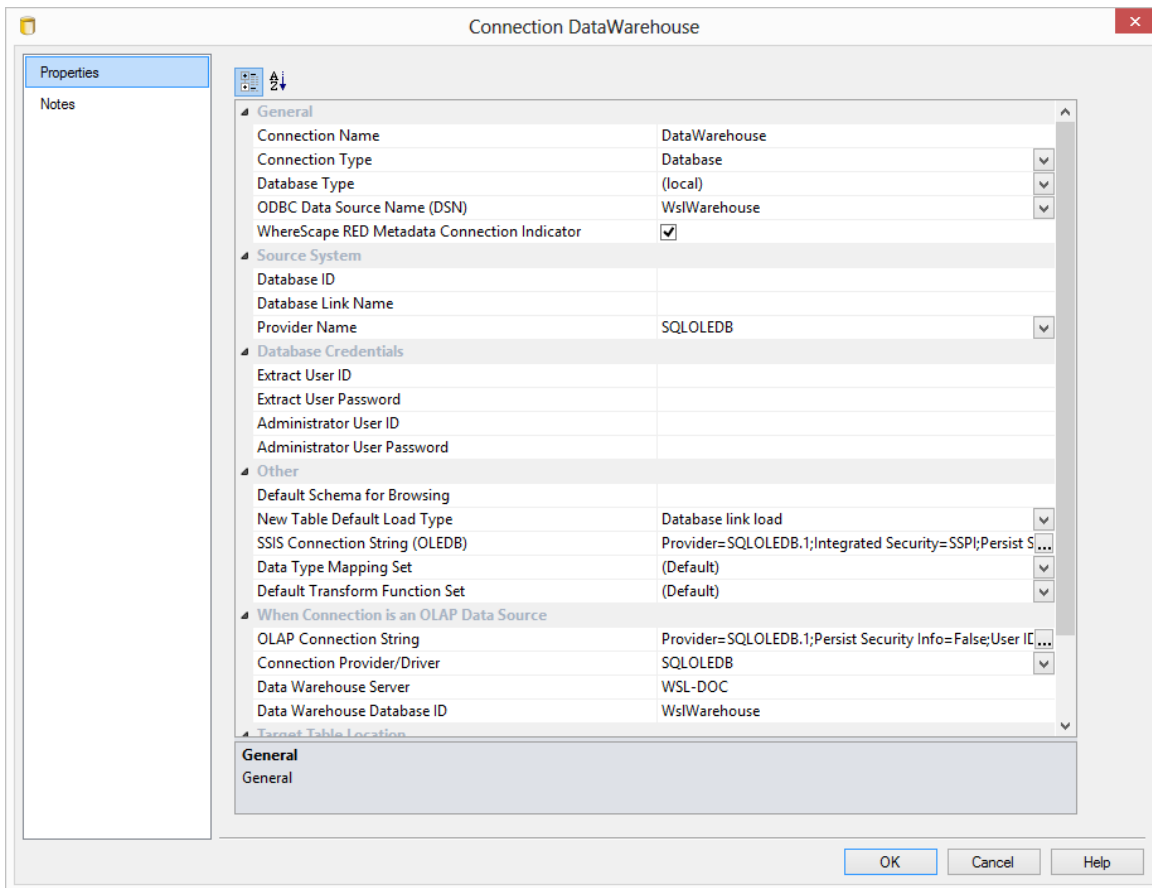 Connection DataWarehouse
Properties
Notes
General
Connection Name DataWarehouse
Connection Type Database
Database Type (local)
ODBC Data Source Name (DSN) WslWarehouse
WhereScape RED Metadata Connection Indicator
Source System
Database ID
Database Link Name
Provider Name SQLOLEDB
Database Credentials
Extract User ID
Extract User Password
Administrator User ID
Administrator User Password
Other
Default Schema for Browsing
New Table Default Load Type Database link load
SSIS Connection String (OLEDB) Provider=SQLOLEDB.1;Integrated Security=SSPI;Persist S...
Data Type Mapping Set (Default)
Default Transform Function Set (Default)
When Connection is an OLAP Data Source
OLAP Connection String Provider=SQLOLEDB.1;Persist Security Info=False;User ID...
Connection Provider/Driver SQLOLEDB
Data Warehouse Server WSL-DOC
Data Warehouse Database ID WslWarehouse
Target Table Location
General
General
OK Cancel Help